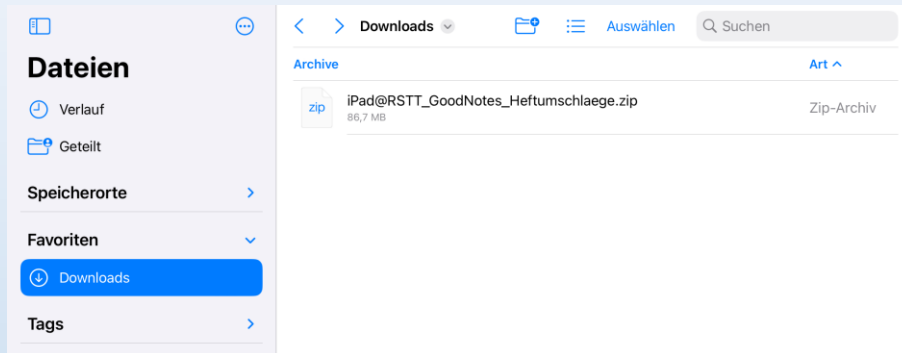 Dateien
Verlauf
Geteilt
Speicherorte
Favoriten
Downloads
Tags
Downloads
Auswählen
Suchen
Archive
Art
zip
iPad@RSTT_GoodNotes_Heftumschlaege.zip
86,7 MB
Zip-Archiv